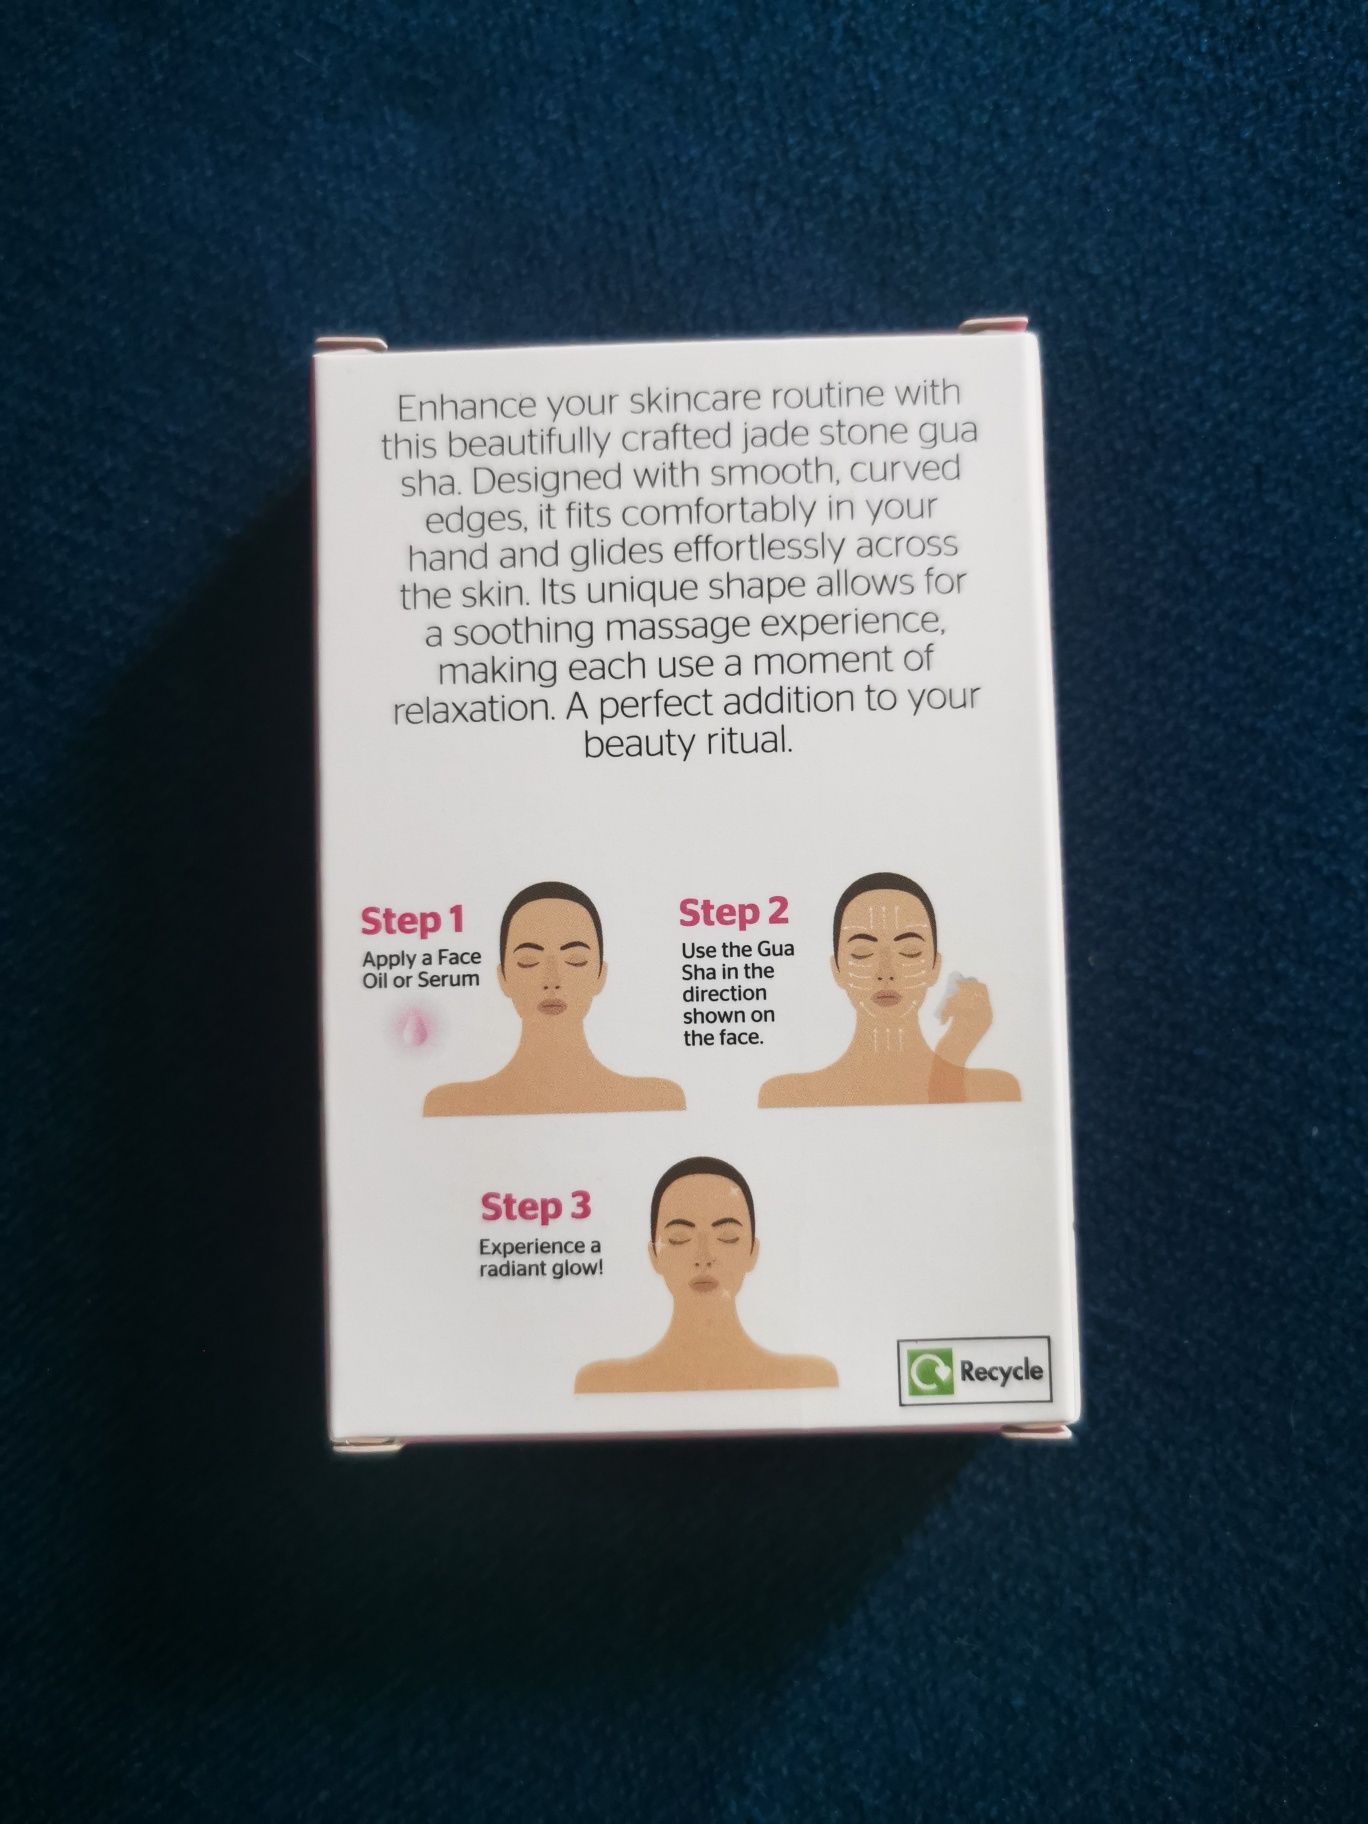 Enhance your skincare routine with
this beautifully crafted jade stone gua
sha. Designed with smooth, curved
edges, it fits comfortably in your
hand and glides effortlessly across
the skin. Its unique shape allows for
a soothing massage experience,
making each use a moment of
relaxation. A perfect addition to your
beauty ritual.
Step 1
Apply a Face
Oil or Serum
Step 2
Use the Gua
Sha in the
direction
shown on
the face.
Step 3
Experience a
radiant glow!
Recycle